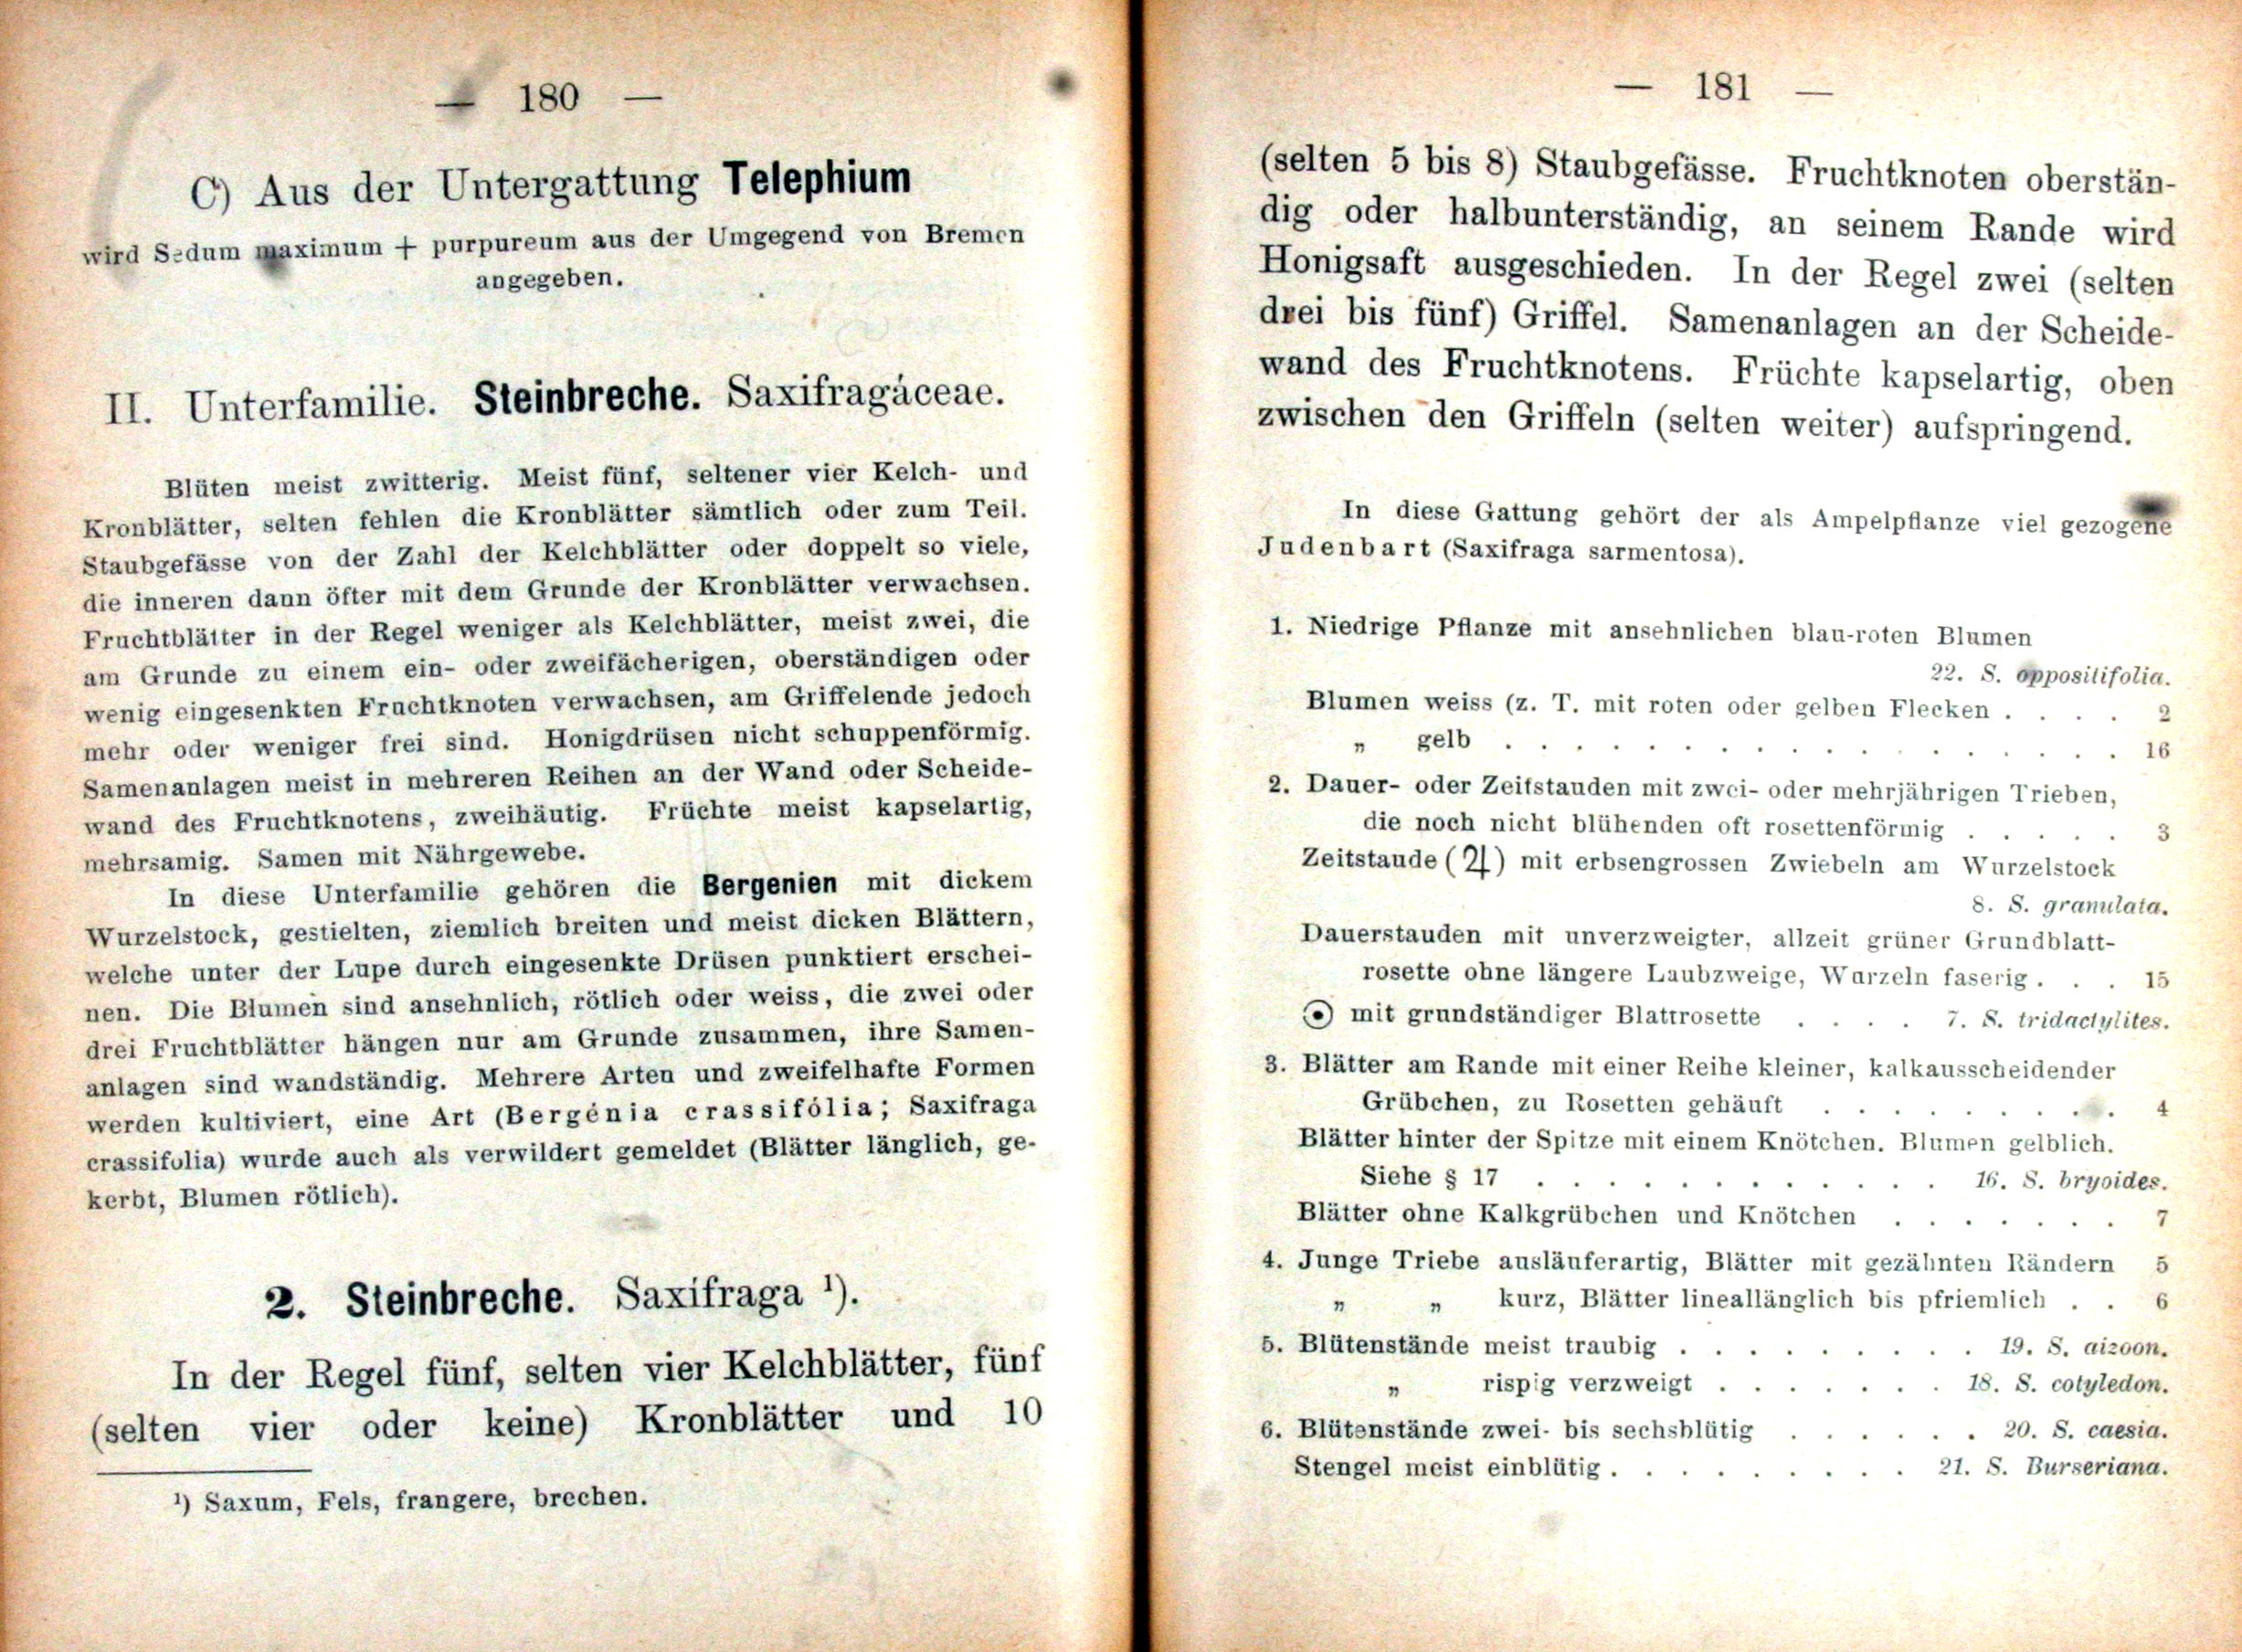 — 180 —
C) Aus der Untergattung Telephium
wird Sedum maximum + purpureum aus der Umgegend von Bremen
angegeben.
II. Unterfamilie. Steinbreche. Saxifragáceae.
Blüten meist zwitterig. Meist fünf, seltener vier Kelch- und
Kronblätter, selten fehlen die Kronblätter sämtlich oder zum Teil.
Staubgefässe von der Zahl der Kelchblätter oder doppelt so viele,
die inneren dann öfter mit dem Grunde der Kronblätter verwachsen.
Fruchtblätter in der Regel weniger als Kelchblätter, meist zwei, die
am Grunde zu einem ein- oder zweifächerigen, oberständigen oder
wenig eingesenkten Fruchtknoten verwachsen, am Griffelende jedoch
mehr oder weniger frei sind. Honigdrüsen nicht schuppenförmig.
Samenanlagen meist in mehreren Reihen an der Wand oder Scheide-
wand des Fruchtknotens, zweihäutig. Früchte meist kapselartig,
mehrsamig. Samen mit Nährgewebe.
In diese Unterfamilie gehören die Bergenien mit dickem
Wurzelstock, gestielten, ziemlich breiten und meist dicken Blättern,
welche unter der Lupe durch eingesenkte Drüsen punktiert erschei-
nen. Die Blumen sind ansehnlich, rötlich oder weiss, die zwei oder
drei Fruchtblätter hängen nur am Grunde zusammen, ihre Samen-
anlagen sind wandständig. Mehrere Arten und zweifelhafte Formen
werden kultiviert, eine Art (Bergénia crassifólia; Saxifraga
crassifolia) wurde auch als verwildert gemeldet (Blätter länglich, ge-
kerbt, Blumen rötlich).
2. Steinbreche. Saxifraga ¹).
In der Regel fünf, selten vier Kelchblätter, fünf
(selten vier oder keine) Kronblätter und 10
¹) Saxum, Fels, frangere, brechen.
— 181 —
(selten 5 bis 8) Staubgefässe. Fruchtknoten oberstän-
dig oder halbunterständig, an seinem Rande wird
Honigsaft ausgeschieden. In der Regel zwei (selten
drei bis fünf) Griffel. Samenanlagen an der Scheide-
wand des Fruchtknotens. Früchte kapselartig, oben
zwischen den Griffeln (selten weiter) aufspringend.
In diese Gattung gehört der als Ampelpflanze viel gezogene
Judenbart (Saxifraga sarmentosa).
1. Niedrige Pflanze mit ansehnlichen blau-roten Blumen
22. S. oppositifolia.
Blumen weiss (z. T. mit roten oder gelben Flecken . . . . 2
„ gelb . . . . . . . . . . . . . . . . . 16
2. Dauer- oder Zeitstauden mit zwei- oder mehrjährigen Trieben,
die noch nicht blühenden oft rosettenförmig . . . . . 3
Zeitstaude (♃) mit erbsengrossen Zwiebeln am Wurzelstock
8. S. granulata.
Dauerstauden mit unverzweigter, allzeit grüner Grundblatt-
rosette ohne längere Laubzweige, Wurzeln faserig . . . 15
☉ mit grundständiger Blattrosette . . . . 7. S. tridactylites.
3. Blätter am Rande mit einer Reihe kleiner, kalkausscheidender
Grübchen, zu Rosetten gehäuft . . . . . . . . . 4
Blätter hinter der Spitze mit einem Knötchen. Blumen gelblich.
Siehe § 17 . . . . . . . . . . . . 16. S. bryoides.
Blätter ohne Kalkgrübchen und Knötchen . . . . . . . 7
4. Junge Triebe ausläuferartig, Blätter mit gezähnten Rändern 5
„ „ kurz, Blätter lineallänglich bis pfriemlich . . 6
5. Blütenstände meist traubig . . . . . . . . . 19. S. aizoon.
„ rispig verzweigt . . . . . . . 18. S. cotyledon.
6. Blütenstände zwei- bis sechsblütig . . . . . . 20. S. caesia.
Stengel meist einblütig . . . . . . . . . 21. S. Burseriana.